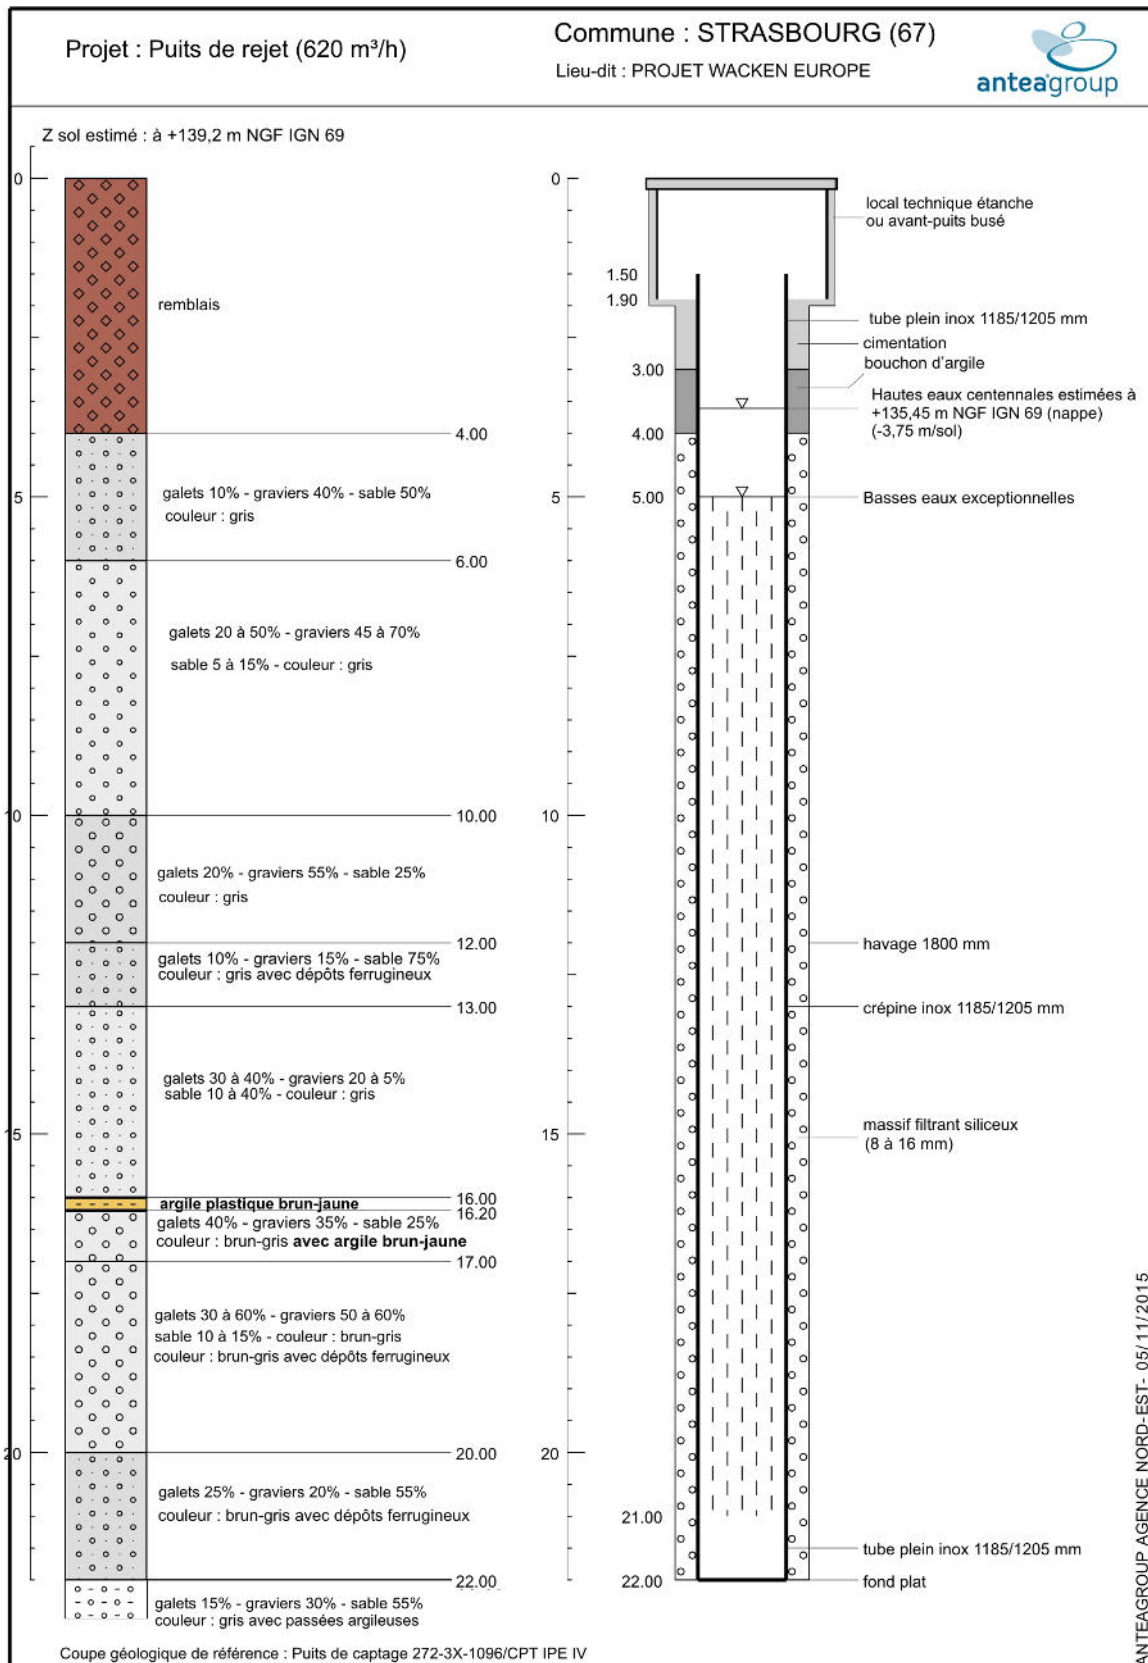 Projet : Puits de rejet (620 m³/h)
Commune : STRASBOURG (67)
Lieu-dit : PROJET WACKEN EUROPE
anteagroup
Z sol estimé : à +139,2 m NGF IGN 69
0
remblais
4.00
5
galets 10% - graviers 40% - sable 50%
couleur : gris
6.00
galets 20 à 50% - graviers 45 à 70%
sable 5 à 15% - couleur : gris
10
10.00
galets 20% - graviers 55% - sable 25%
couleur : gris
12.00
galets 10% - graviers 15% - sable 75%
couleur : gris avec dépôts ferrugineux
13.00
galets 30 à 40% - graviers 20 à 5%
sable 10 à 40% - couleur : gris
15
16.00
argile plastique brun-jaune
16.20
galets 40% - graviers 35% - sable 25%
couleur : brun-gris avec argile brun-jaune
17.00
galets 30 à 60% - graviers 50 à 60%
sable 10 à 15% - couleur : brun-gris
couleur : brun-gris avec dépôts ferrugineux
20
20.00
galets 25% - graviers 20% - sable 55%
couleur : brun-gris avec dépôts ferrugineux
22.00
galets 15% - graviers 30% - sable 55%
couleur : gris avec passées argileuses
0
local technique étanche
ou avant-puits busé
1.50
1.90
tube plein inox 1185/1205 mm
cimentation
bouchon d'argile
3.00
Hautes eaux centennales estimées à
+135,45 m NGF IGN 69 (nappe)
(-3,75 m/sol)
4.00
5.00
Basses eaux exceptionnelles
10
havage 1800 mm
crépine inox 1185/1205 mm
15
massif filtrant siliceux
(8 à 16 mm)
20
21.00
tube plein inox 1185/1205 mm
22.00
fond plat
Coupe géologique de référence : Puits de captage 272-3X-1096/CPT IPE IV
ANTEAGROUP AGENCE NORD-EST- 05/11/2015